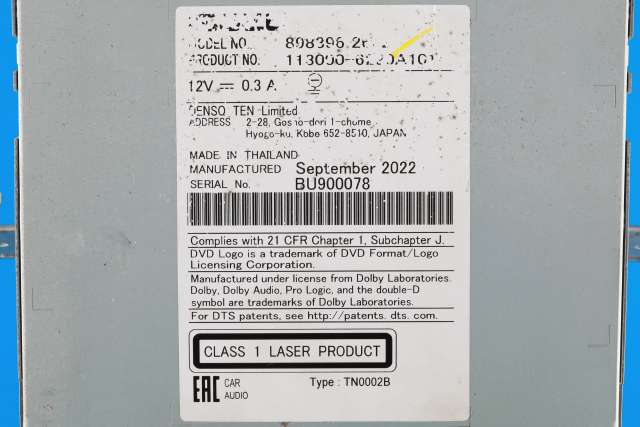 MODEL NO.
PRODUCT NO.
12V 0.3 A
DENSO TEN Limited
ADDRESS 2-28, Gosho-dori 1-chome
Hyogo-ku, Kobe 652-8510, JAPAN
MADE IN THAILAND
MANUFACTURED September 2022
SERIAL No. BU900078
Complies with 21 CFR Chapter 1, Subchapter J.
DVD Logo is a trademark of DVD Format/Logo
Licensing Corporation.
Manufactured under license from Dolby Laboratories.
Dolby, Dolby Audio, Pro Logic, and the double-D
symbol are trademarks of Dolby Laboratories.
For DTS patents, see http://patents. dts. com.
CLASS 1 LASER PRODUCT
EAC CAR AUDIO
Type : TN0002B